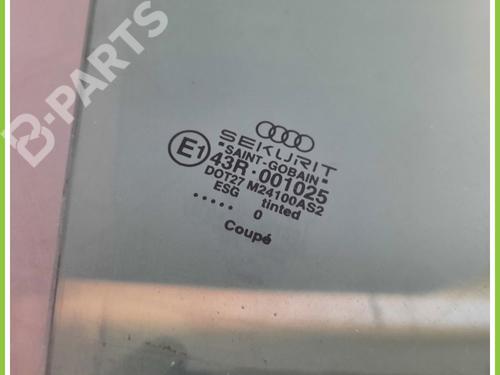 B-PARTS
SEKURIT
"SAINT-GOBAIN"
E1 43R-001025
DOT27 M24100AS2
ESG tinted
..... 0
Coupé